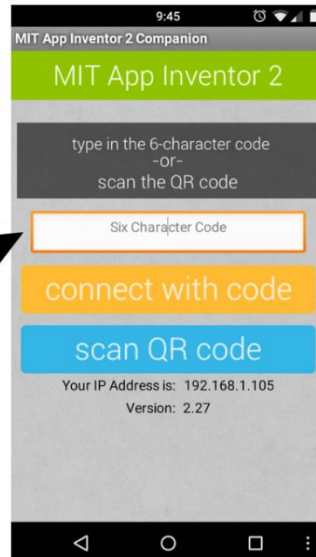 9:45
MIT App Inventor 2 Companion
MIT App Inventor 2
type in the 6-character code
-or-
scan the QR code
Six Character Code
connect with code
scan QR code
Your IP Address is: 192.168.1.105
Version: 2.27